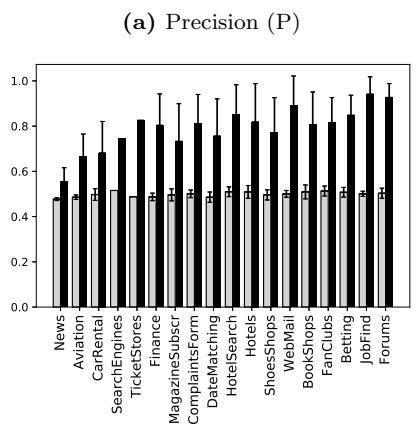 (a) Precision (P)
1.0
0.8
0.6
0.4
0.2
0.0
News
Aviation
CarRental
SearchEngines
TicketStores
Finance
MagazineSubscr
ComplaintsForm
DateMatching
HotelSearch
Hotels
ShoesShops
WebMail
BookShops
FanClubs
Betting
JobFind
Forums